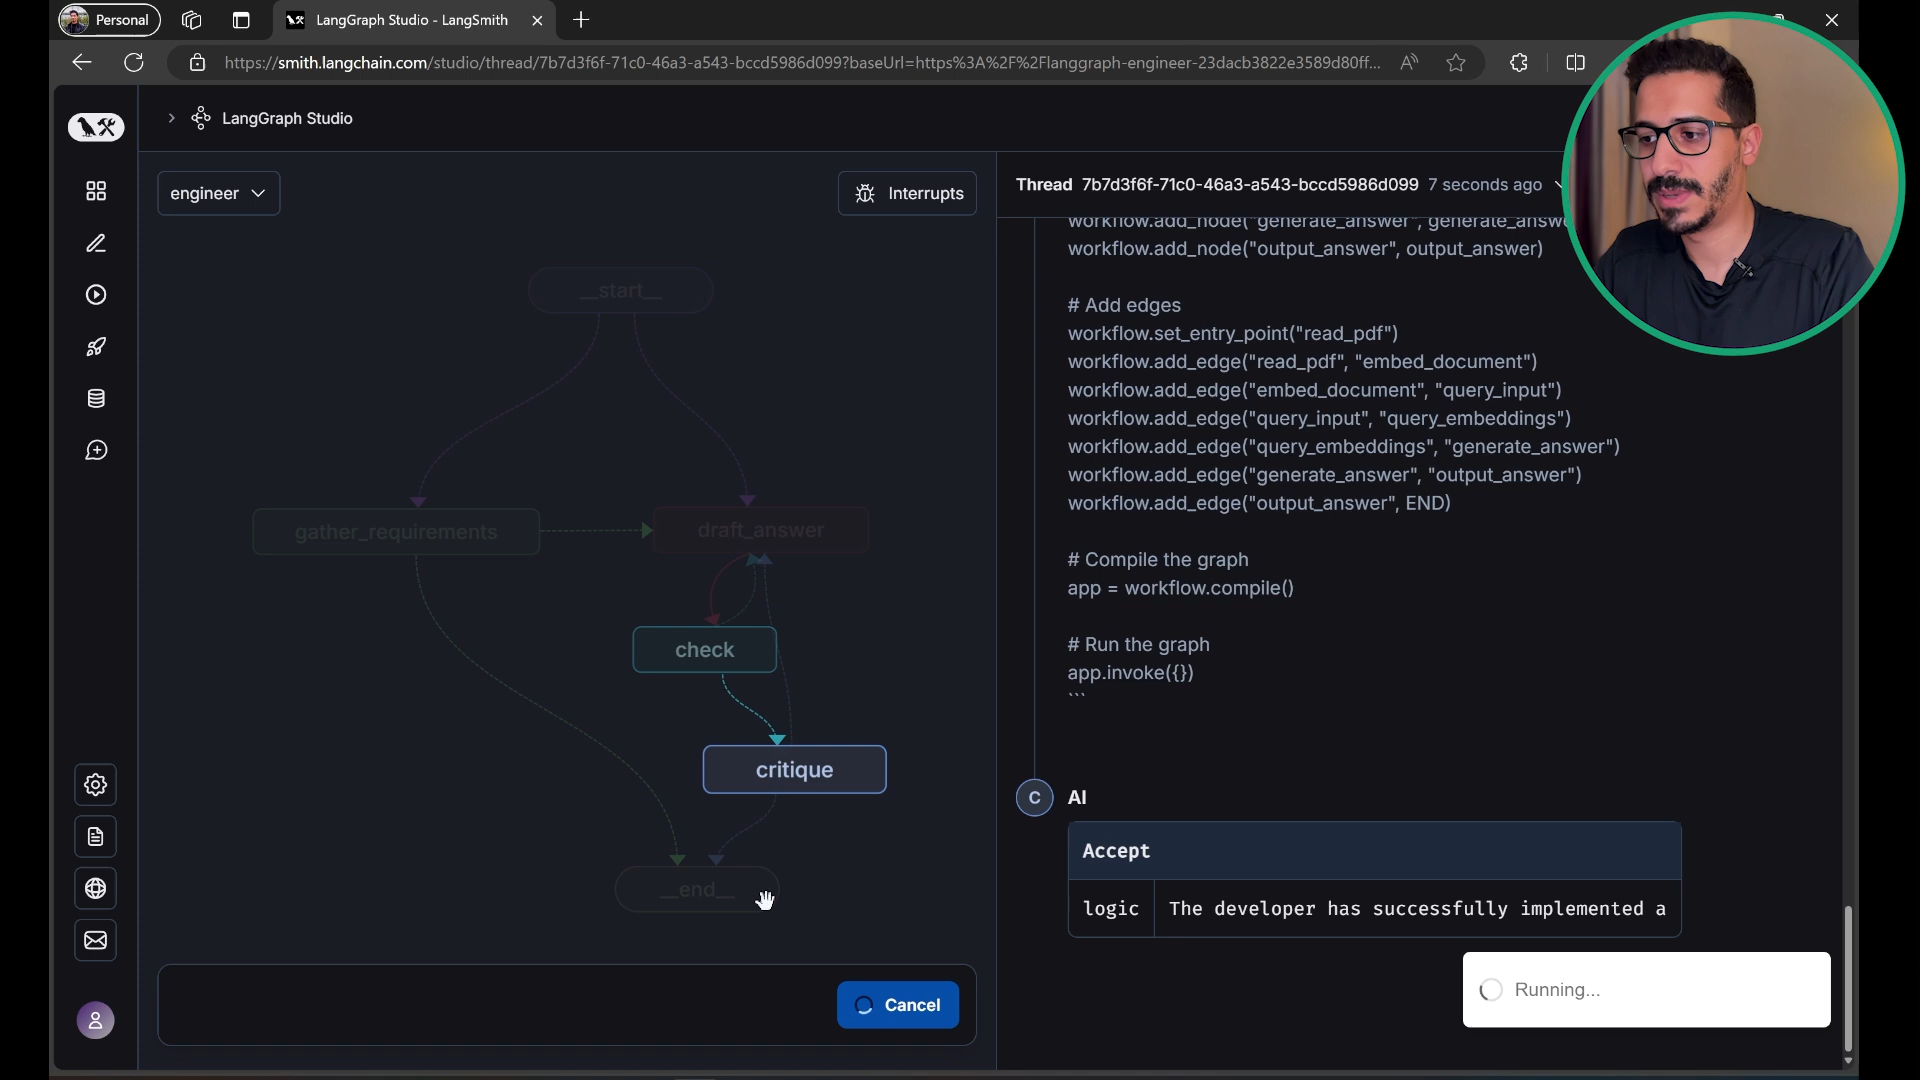 Personal
LangGraph Studio - LangSmith
https://smith.langchain.com/studio/thread/7b7d3f6f-71c0-46a3-a543-bccd5986d099?baseUrl=https%3A%2F%2Flanggraph-engineer-23dacb3822e3589d80ff...
LangGraph Studio
engineer
Interrupts
__start__
gather_requirements
draft_answer
check
critique
__end__
Cancel
Thread 7b7d3f6f-71c0-46a3-a543-bccd5986d099 7 seconds ago
workflow.add_node("generate_answer", generate_answe
workflow.add_node("output_answer", output_answer)
# Add edges
workflow.set_entry_point("read_pdf")
workflow.add_edge("read_pdf", "embed_document")
workflow.add_edge("embed_document", "query_input")
workflow.add_edge("query_input", "query_embeddings")
workflow.add_edge("query_embeddings", "generate_answer")
workflow.add_edge("generate_answer", "output_answer")
workflow.add_edge("output_answer", END)
# Compile the graph
app = workflow.compile()
# Run the graph
app.invoke({})
```
C AI
Accept
logic The developer has successfully implemented a
Running...